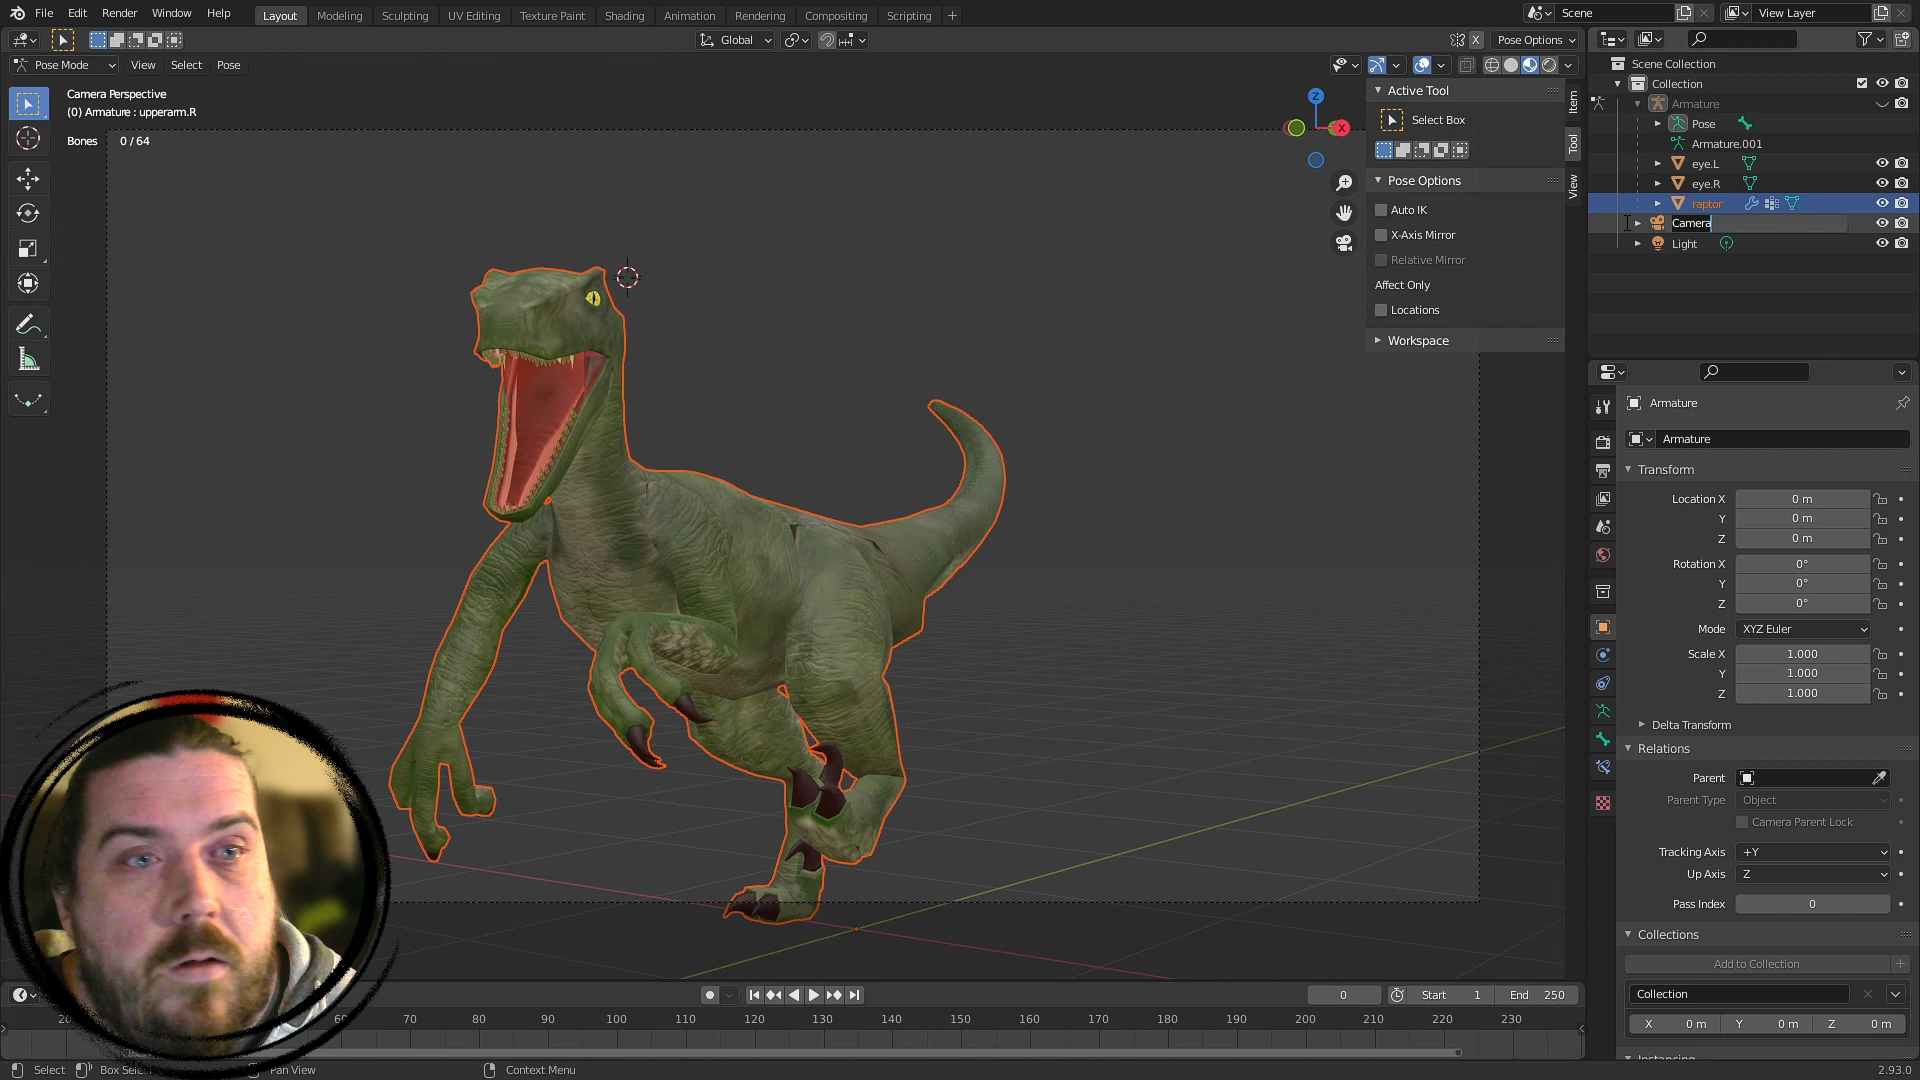 File Edit Render Window Help Layout Modeling Sculpting UV Editing Texture Paint Shading Animation Rendering Compositing Scripting Scene View Layer
Global X Pose Options
Pose Mode View Select Pose
Camera Perspective
(0) Armature : upperarm.R
Bones 0 / 64
Z
X
Active Tool
Select Box
Pose Options
Auto IK
X-Axis Mirror
Relative Mirror
Affect Only
Locations
Workspace
Item
Tool
View
Scene Collection
Collection
Armature
Pose
Armature.001
eye.L
eye.R
raptor
Camera
Light
Armature
Armature
Transform
Location X 0 m
Y 0 m
Z 0 m
Rotation X 0°
Y 0°
Z 0°
Mode XYZ Euler
Scale X 1.000
Y 1.000
Z 1.000
Delta Transform
Relations
Parent
Parent Type Object
Camera Parent Lock
Tracking Axis +Y
Up Axis Z
Pass Index 0
Collections
Add to Collection
Collection
X 0 m Y 0 m Z 0 m
0 Start 1 End 250
60 70 80 90 100 110 120 130 140 150 160 170 180 190 200 210 220 230
Select Box Pan View Context Menu 2.93.0